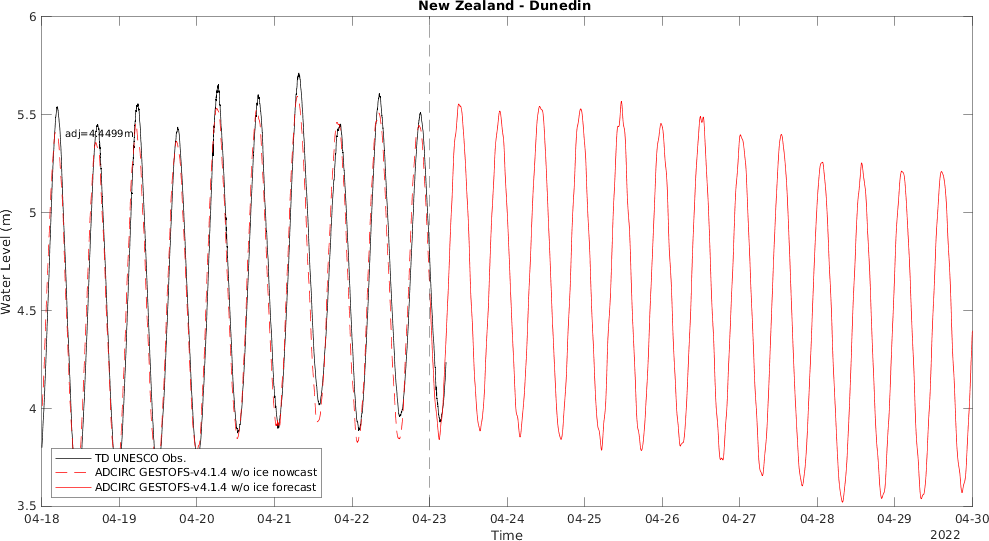 New Zealand - Dunedin
6
5.5
5
4.5
4
3.5
Water Level (m)
adj=4.4499m
TD UNESCO Obs.
ADCIRC GESTOFS-v4.1.4 w/o ice nowcast
ADCIRC GESTOFS-v4.1.4 w/o ice forecast
04-18 04-19 04-20 04-21 04-22 04-23 04-24 04-25 04-26 04-27 04-28 04-29 04-30
Time
2022